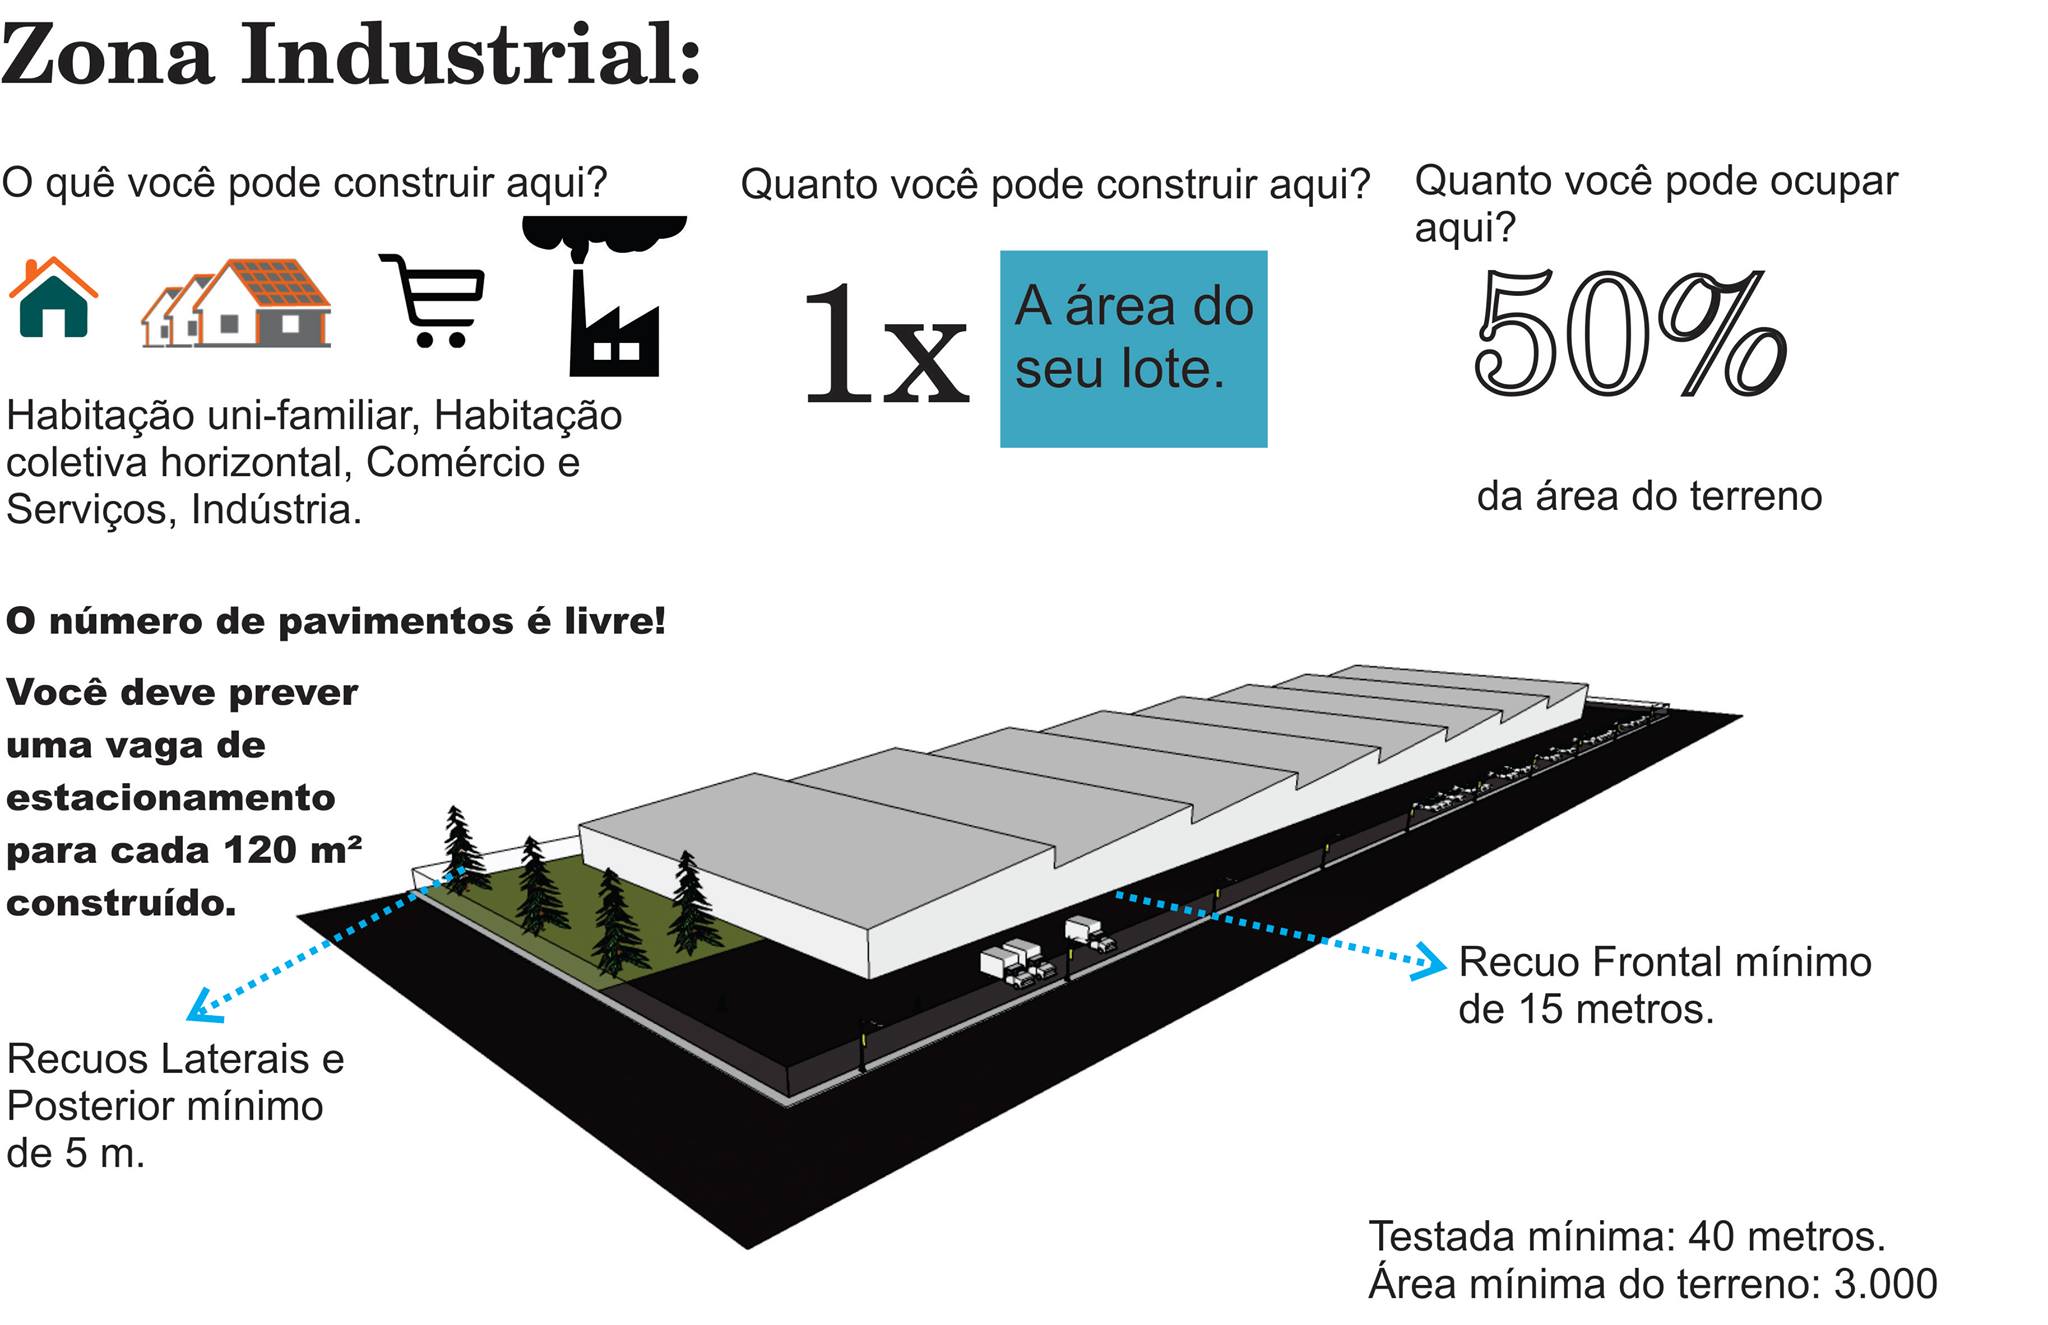 Zona Industrial:
O quê você pode construir aqui?
Habitação uni-familiar, Habitação
coletiva horizontal, Comércio e
Serviços, Indústria.
Quanto você pode construir aqui?
1x
A área do
seu lote.
Quanto você pode ocupar
aqui?
50%
da área do terreno
O número de pavimentos é livre!
Você deve prever
uma vaga de
estacionamento
para cada 120 m²
construído.
Recuos Laterais e
Posterior mínimo
de 5 m.
Recuo Frontal mínimo
de 15 metros.
Testada mínima: 40 metros.
Área mínima do terreno: 3.000